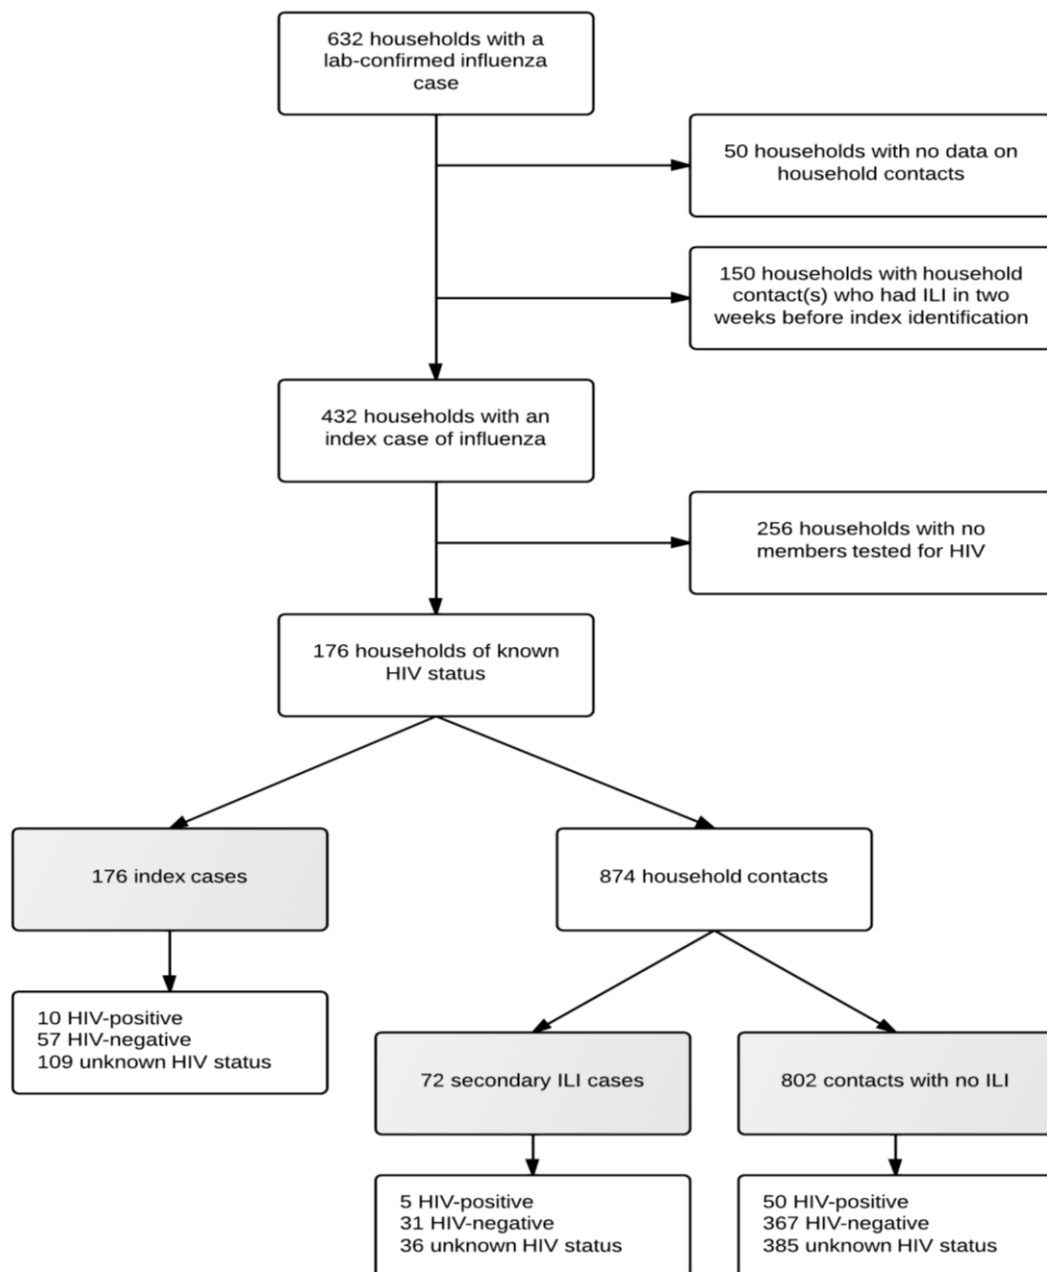 632 households with a
lab-confirmed influenza
case
50 households with no data on
household contacts
150 households with household
contact(s) who had ILI in two
weeks before index identification
432 households with an
index case of influenza
256 households with no
members tested for HIV
176 households of known
HIV status
176 index cases
874 household contacts
10 HIV-positive
57 HIV-negative
109 unknown HIV status
72 secondary ILI cases
802 contacts with no ILI
5 HIV-positive
31 HIV-negative
36 unknown HIV status
50 HIV-positive
367 HIV-negative
385 unknown HIV status